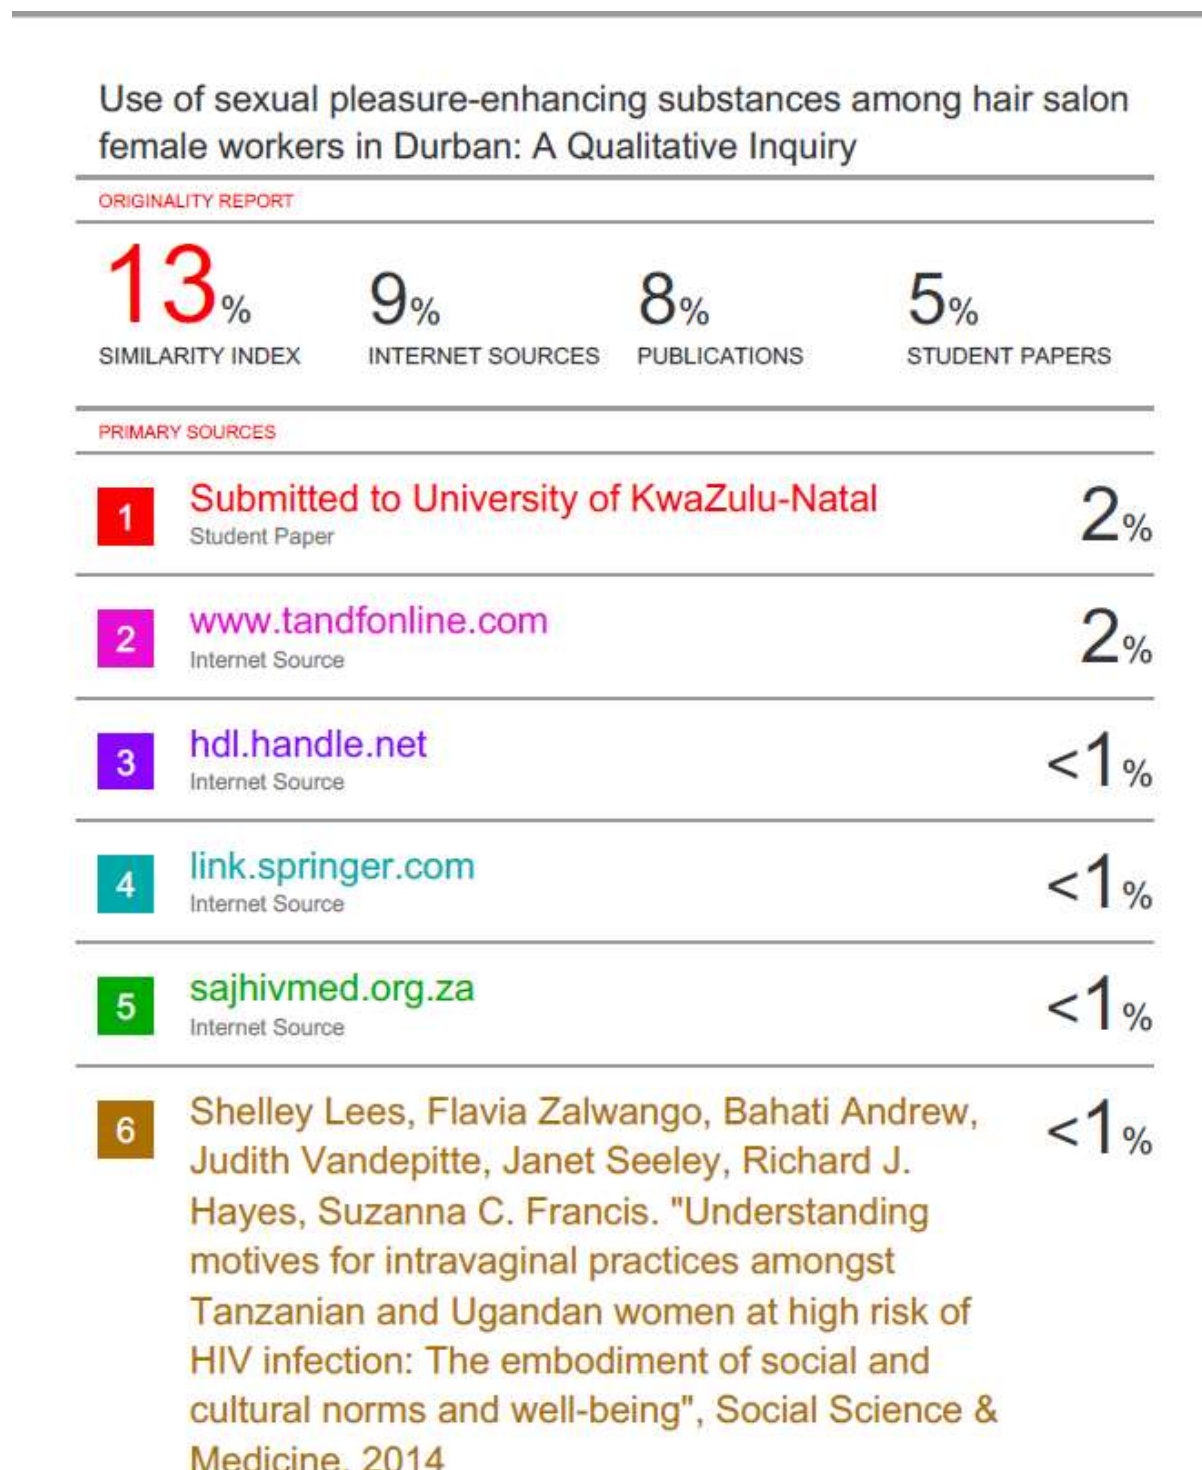 Use of sexual pleasure-enhancing substances among hair salon
female workers in Durban: A Qualitative Inquiry
ORIGINALITY REPORT
13% 9% 8% 5%
SIMILARITY INDEX INTERNET SOURCES PUBLICATIONS STUDENT PAPERS
PRIMARY SOURCES
1 Submitted to University of KwaZulu-Natal 2%
Student Paper
2 www.tandfonline.com 2%
Internet Source
3 hdl.handle.net <1%
Internet Source
4 link.springer.com <1%
Internet Source
5 sajhivmed.org.za <1%
Internet Source
6 Shelley Lees, Flavia Zalwango, Bahati Andrew, <1%
Judith Vandepitte, Janet Seeley, Richard J.
Hayes, Suzanna C. Francis. "Understanding
motives for intravaginal practices amongst
Tanzanian and Ugandan women at high risk of
HIV infection: The embodiment of social and
cultural norms and well-being", Social Science &
Medicine, 2014